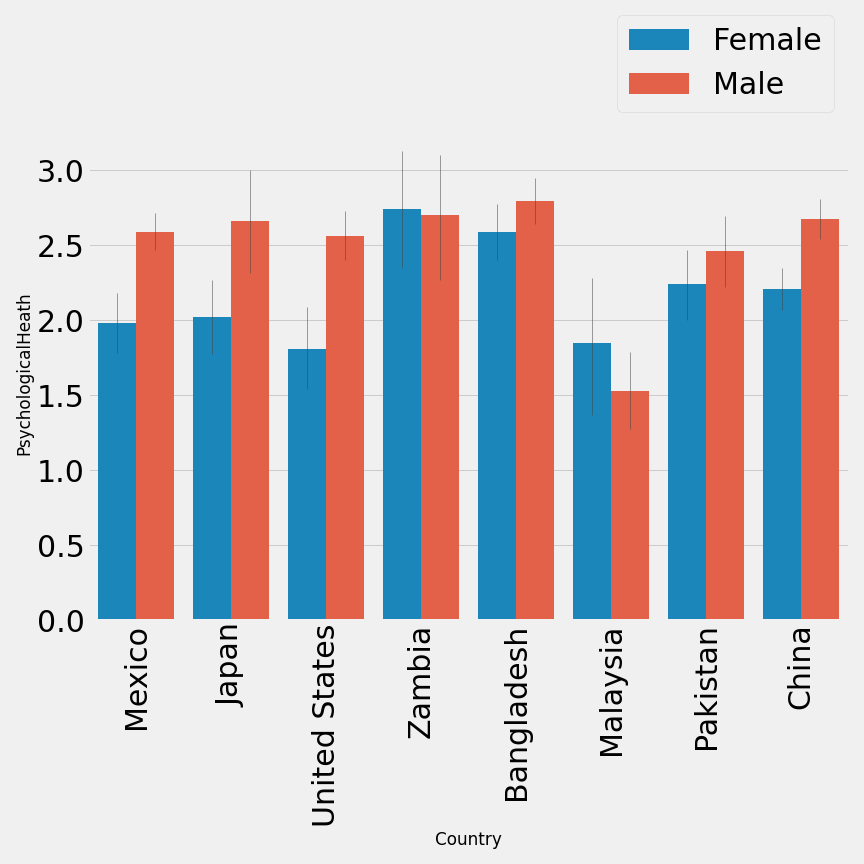 Female
Male
3.0
2.5
2.0
1.5
1.0
0.5
0.0
PsychologicalHeath
Mexico
Japan
United States
Zambia
Bangladesh
Malaysia
Pakistan
China
Country